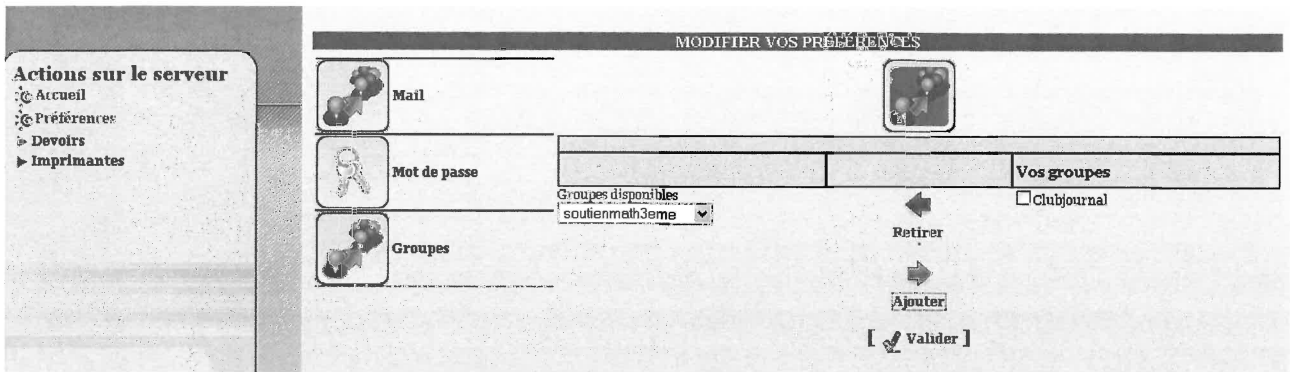 MODIFIER VOS PRÉFÉRENCES
Actions sur le serveur
Accueil
Préférences
Devoirs
Imprimantes
Mail
Mot de passe
Groupes
Vos groupes
Groupes disponibles
soutienmath3eme
Clubjournal
Retirer
Ajouter
[ Valider ]